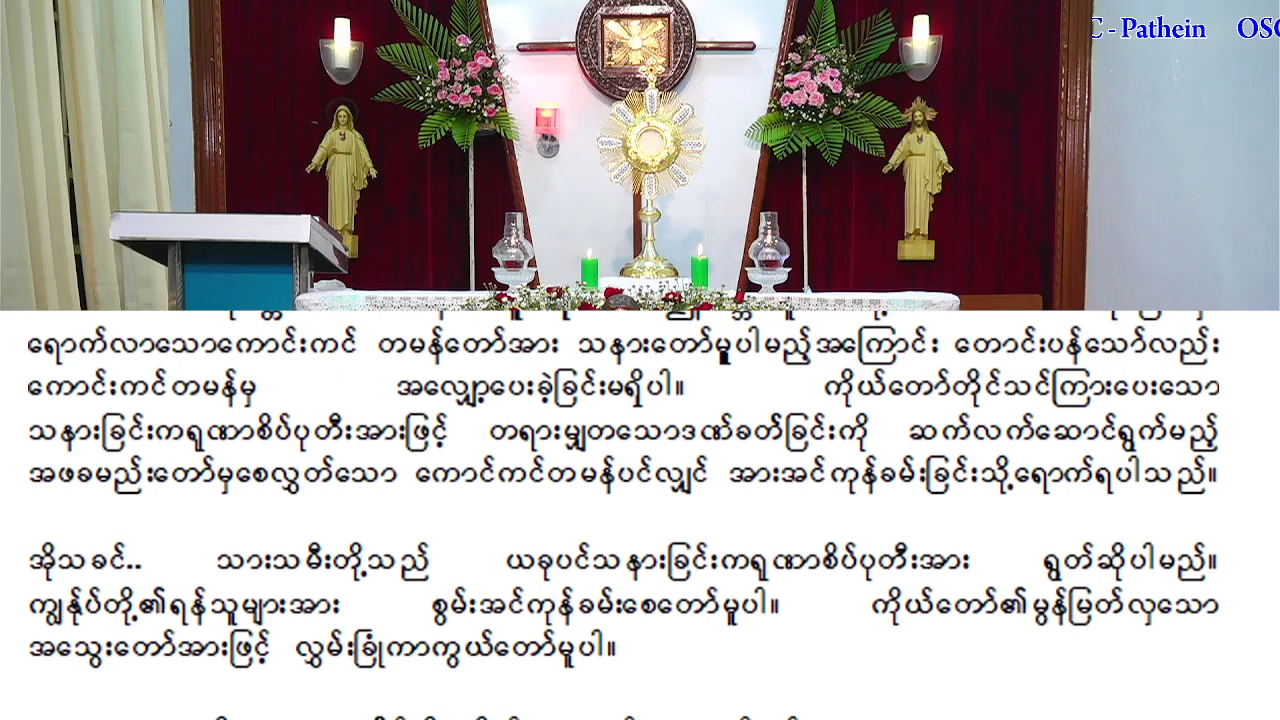 C - Pathein OSC
ရောက်လာသောကောင်းကင် တမန်တော်အား သနားတော်မူပါမည့်အကြောင်း တောင်းပန်သော်လည်း
ကောင်းကင်တမန်မှ အလျှော့ပေးခဲ့ခြင်းမရှိပါ။ ကိုယ်တော်တိုင်သင်ကြားပေးသော
သနားခြင်းကရုဏာစိပ်ပုတီးအားဖြင့် တရားမျှတသောဒဏ်ခတ်ခြင်းကို ဆက်လက်ဆောင်ရွက်မည့်
အဖခမည်းတော်မှစေလွှတ်သော ကောင်ကင်တမန်ပင်လျှင် အားအင်ကုန်ခမ်းခြင်းသို့ရောက်ရပါသည်။
အိုသခင်.. သားသမီးတို့သည် ယခုပင်သနားခြင်းကရုဏာစိပ်ပုတီးအား ရွတ်ဆိုပါမည်။
ကျွန်ုပ်တို့၏ရန်သူများအား စွမ်းအင်ကုန်ခမ်းစေတော်မူပါ။ ကိုယ်တော်၏မွန်မြတ်လှသော
အသွေးတော်အားဖြင့် လွှမ်းခြုံကာကွယ်တော်မူပါ။